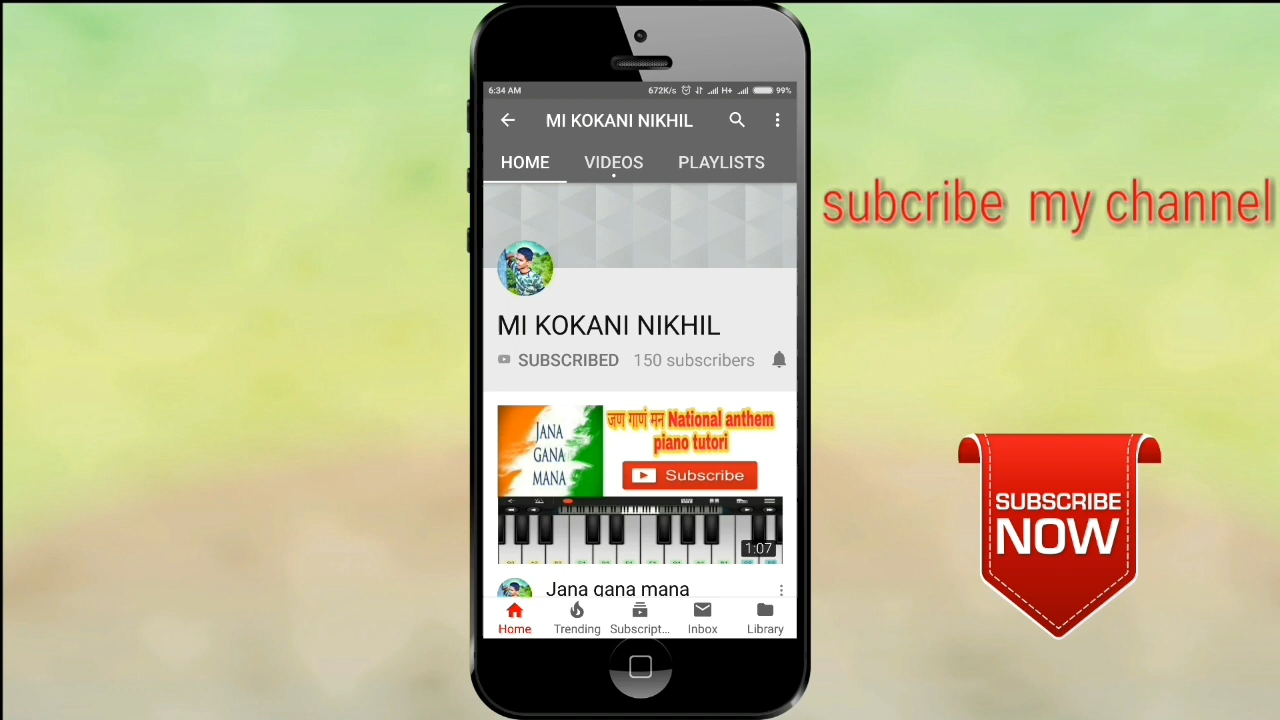 6:34 AM 672K/s H+ 99%
MI KOKANI NIKHIL
HOME VIDEOS PLAYLISTS
MI KOKANI NIKHIL
SUBSCRIBED 150 subscribers
JANA
GANA
MANA
जण गाणं मन National anthem
piano tutori
Subscribe
1:07
Jana gana mana
Home Trending Subscript... Inbox Library
subcribe my channel
SUBSCRIBE
NOW